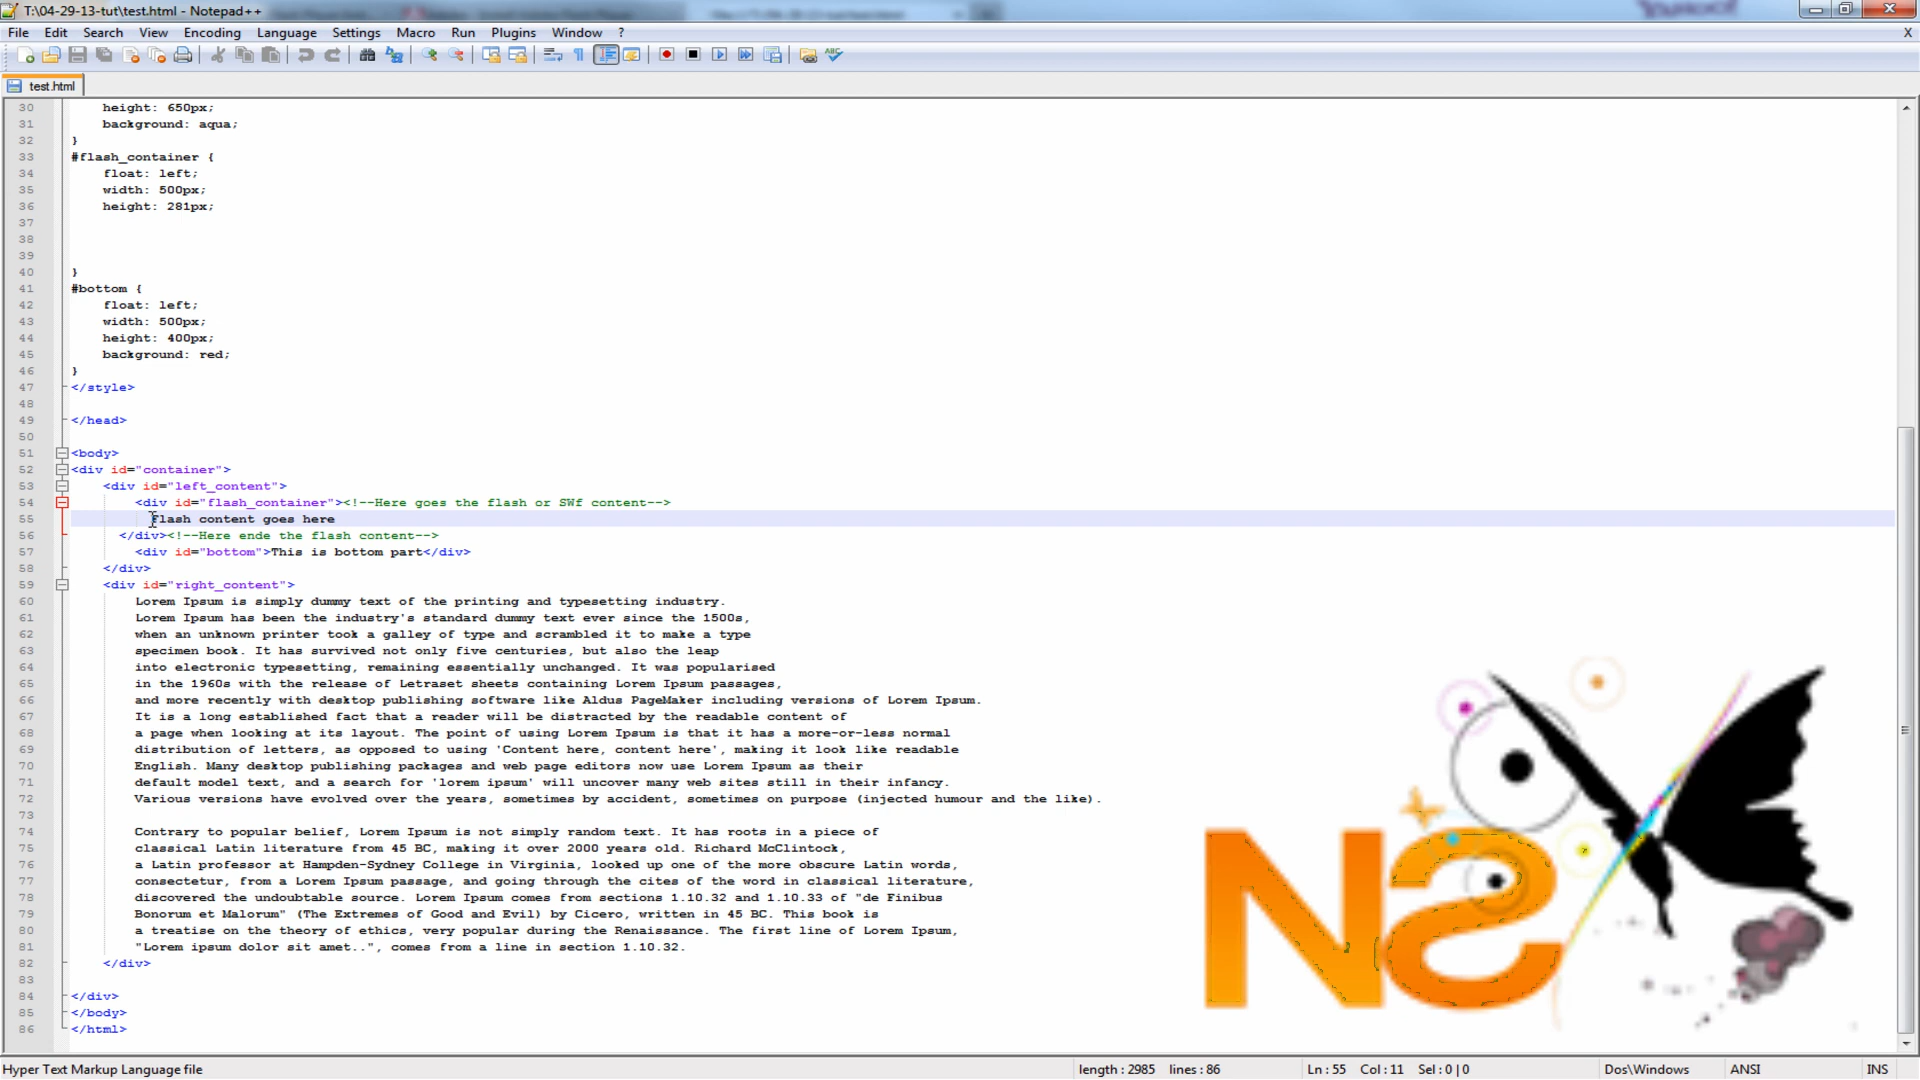 T:\04-29-13-tut\test.html - Notepad++
File Edit Search View Encoding Language Settings Macro Run Plugins Window ? X
test.html
30 height: 650px;
31 background: aqua;
32 }
33 #flash_container {
34 float: left;
35 width: 500px;
36 height: 281px;
37
38
39
40 }
41 #bottom {
42 float: left;
43 width: 500px;
44 height: 400px;
45 background: red;
46 }
47 </style>
48
49 </head>
50
51 <body>
52 <div id="container">
53 <div id="left_content">
54 <div id="flash_container"><!--Here goes the flash or SWf content-->
55 Flash content goes here
56 </div><!--Here ende the flash content-->
57 <div id="bottom">This is bottom part</div>
58 </div>
59 <div id="right_content">
60 Lorem Ipsum is simply dummy text of the printing and typesetting industry.
61 Lorem Ipsum has been the industry's standard dummy text ever since the 1500s,
62 when an unknown printer took a galley of type and scrambled it to make a type
63 specimen book. It has survived not only five centuries, but also the leap
64 into electronic typesetting, remaining essentially unchanged. It was popularised
65 in the 1960s with the release of Letraset sheets containing Lorem Ipsum passages,
66 and more recently with desktop publishing software like Aldus PageMaker including versions of Lorem Ipsum.
67 It is a long established fact that a reader will be distracted by the readable content of
68 a page when looking at its layout. The point of using Lorem Ipsum is that it has a more-or-less normal
69 distribution of letters, as opposed to using 'Content here, content here', making it look like readable
70 English. Many desktop publishing packages and web page editors now use Lorem Ipsum as their
71 default model text, and a search for 'lorem ipsum' will uncover many web sites still in their infancy.
72 Various versions have evolved over the years, sometimes by accident, sometimes on purpose (injected humour and the like).
73
74 Contrary to popular belief, Lorem Ipsum is not simply random text. It has roots in a piece of
75 classical Latin literature from 45 BC, making it over 2000 years old. Richard McClintock,
76 a Latin professor at Hampden-Sydney College in Virginia, looked up one of the more obscure Latin words,
77 consectetur, from a Lorem Ipsum passage, and going through the cites of the word in classical literature,
78 discovered the undoubtable source. Lorem Ipsum comes from sections 1.10.32 and 1.10.33 of "de Finibus
79 Bonorum et Malorum" (The Extremes of Good and Evil) by Cicero, written in 45 BC. This book is
80 a treatise on the theory of ethics, very popular during the Renaissance. The first line of Lorem Ipsum,
81 "Lorem ipsum dolor sit amet..", comes from a line in section 1.10.32.
82 </div>
83
84 </div>
85 </body>
86 </html>
NS
Hyper Text Markup Language file length : 2985 lines : 86 Ln : 55 Col : 11 Sel : 0 | 0 Dos\Windows ANSI INS